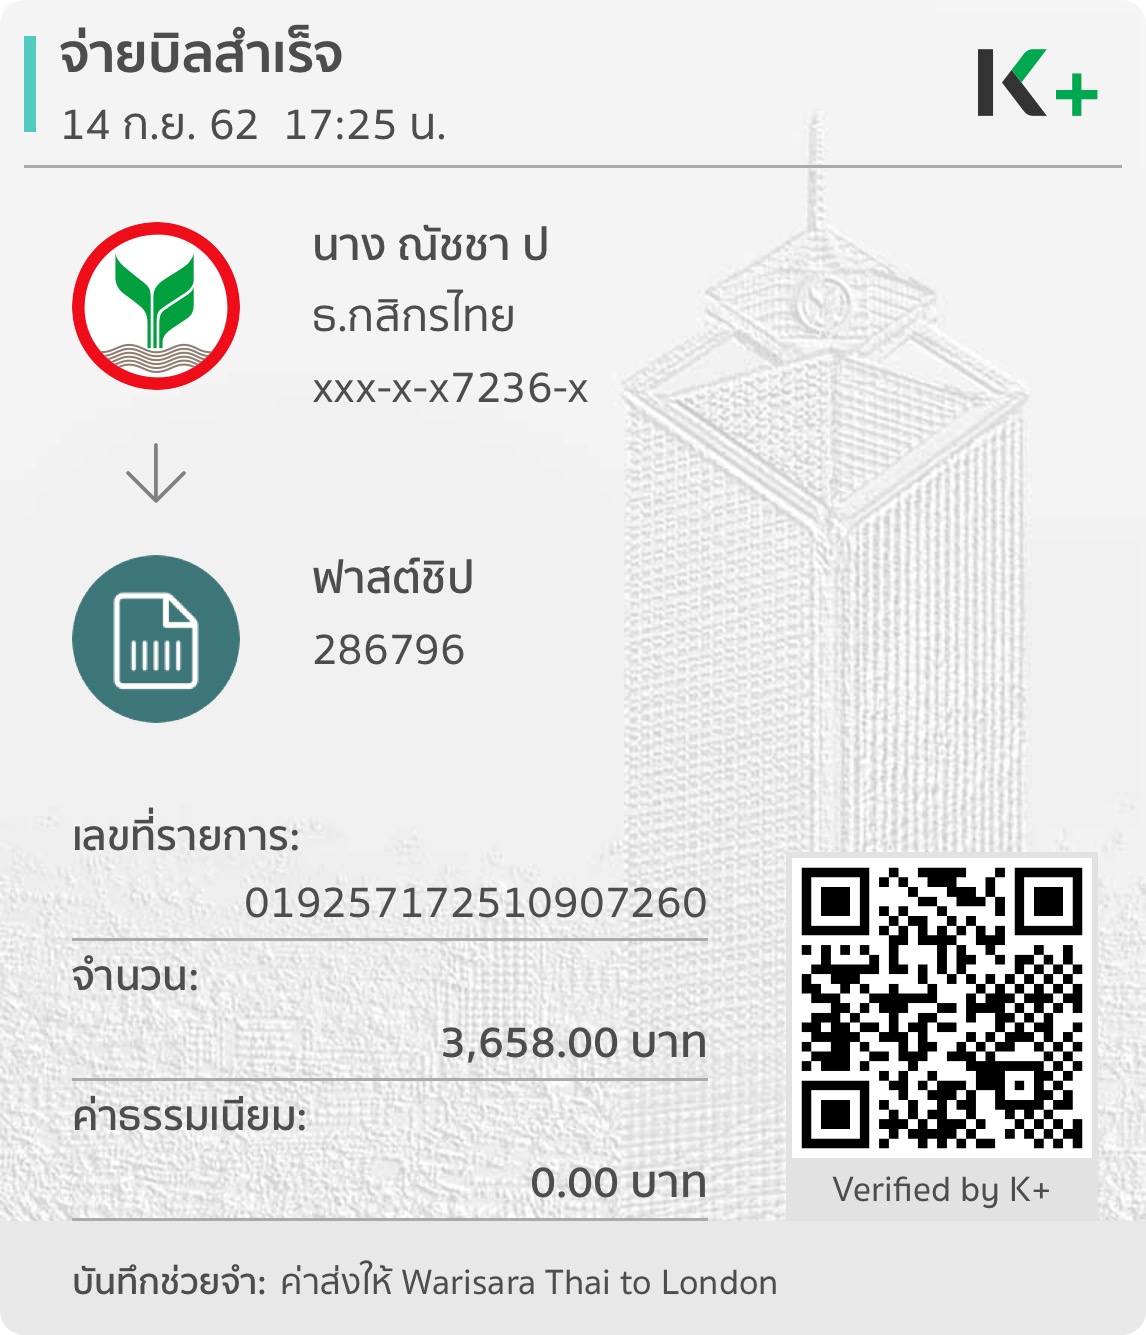 จ่ายบิลสำเร็จ
14 ก.ย. 62 17:25 น.
K+
นาง ณัชชา ป
ธ.กสิกรไทย
xxx-x-x7236-x
ฟาสต์ชิป
286796
เลขที่รายการ:
019257172510907260
จำนวน:
3,658.00 บาท
ค่าธรรมเนียม:
0.00 บาท
Verified by K+
บันทึกช่วยจำ: ค่าส่งให้ Warisara Thai to London